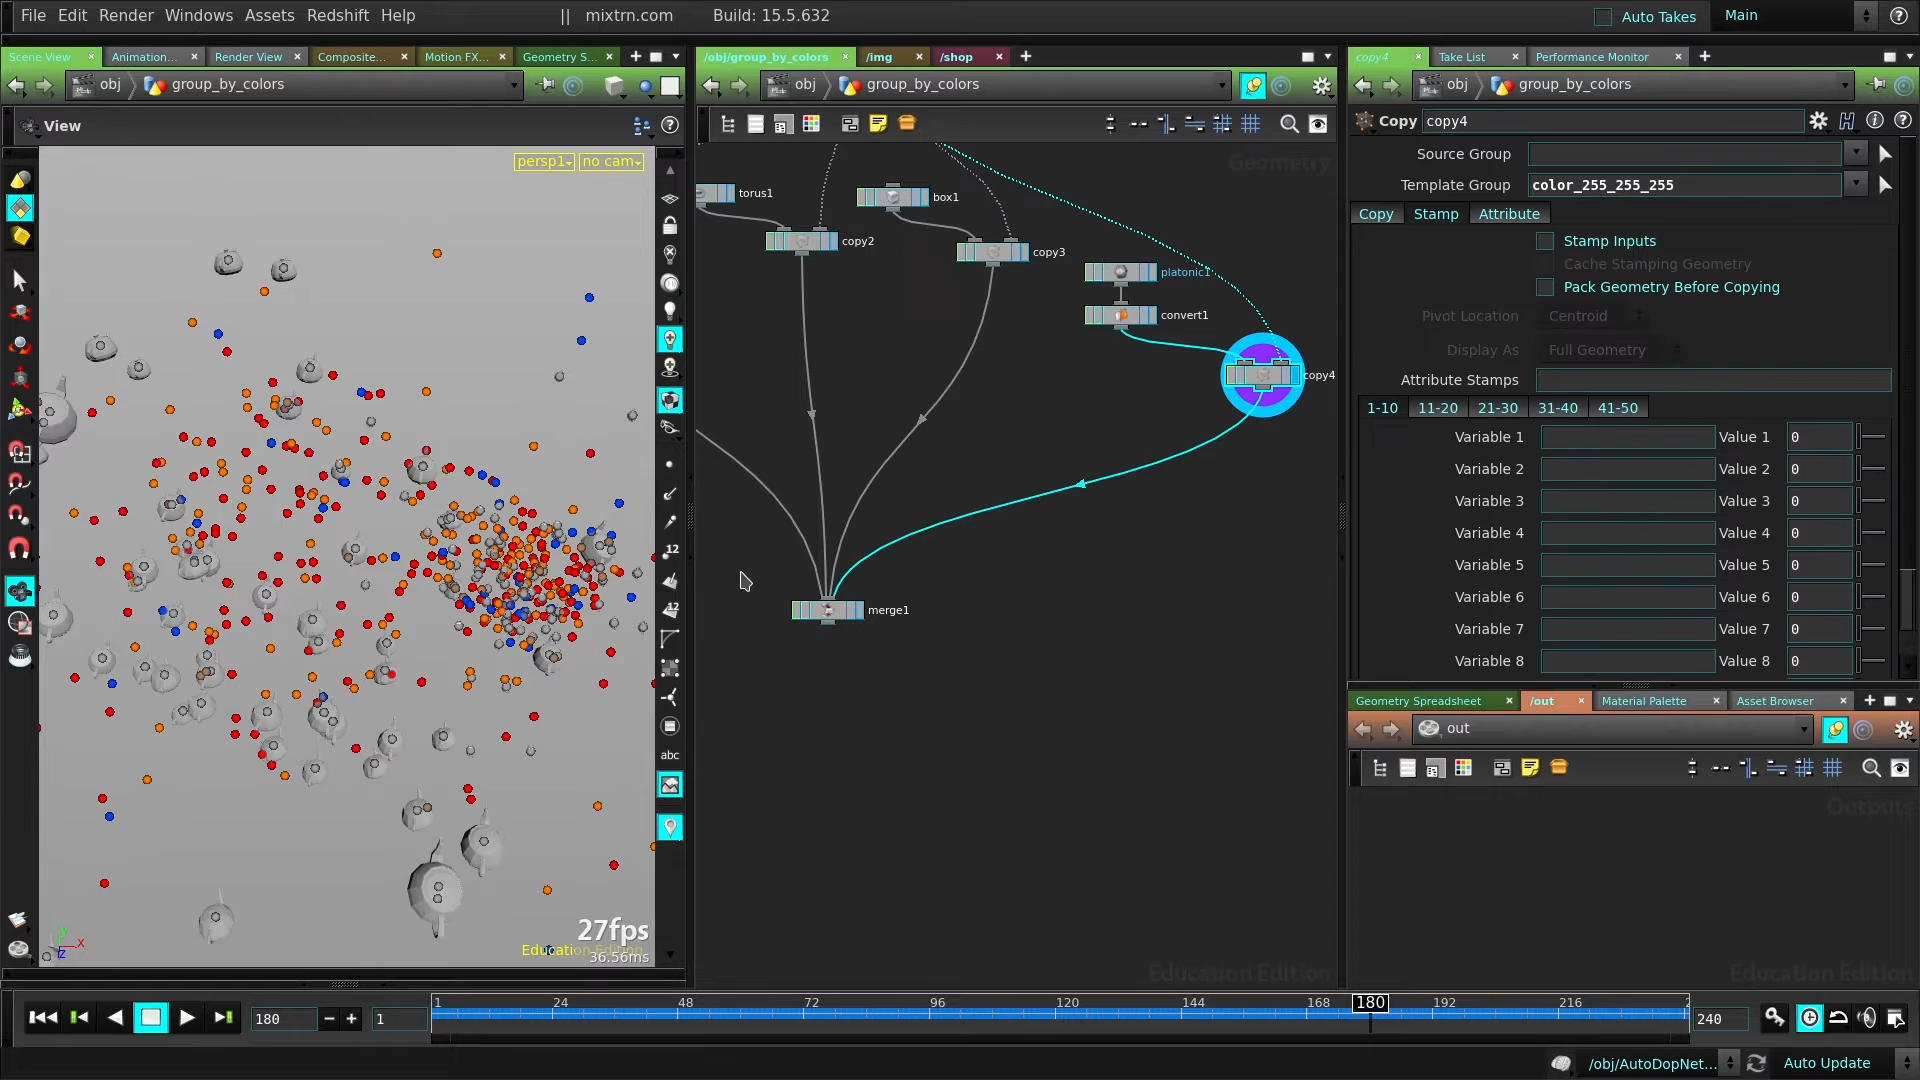 File Edit Render Windows Assets Redshift Help || mixtrn.com Build: 15.5.632 Auto Takes Main
Scene View Animation... Render View Composite... Motion FX... Geometry S...
obj group_by_colors
View
persp1 no cam
12
12
abc
27fps
36.56ms
Education Edition
y
x
z
/obj/group_by_colors /img /shop
obj group_by_colors
Geometry
torus1
box1
copy2
copy3
platonic1
convert1
copy4
merge1
Education Edition
copy4 Take List Performance Monitor
obj group_by_colors
Copy copy4
Source Group
Template Group color_255_255_255
Copy Stamp Attribute
Stamp Inputs
Cache Stamping Geometry
Pack Geometry Before Copying
Pivot Location Centroid
Display As Full Geometry
Attribute Stamps
1-10 11-20 21-30 31-40 41-50
Variable 1 Value 1 0
Variable 2 Value 2 0
Variable 3 Value 3 0
Variable 4 Value 4 0
Variable 5 Value 5 0
Variable 6 Value 6 0
Variable 7 Value 7 0
Variable 8 Value 8 0
Geometry Spreadsheet /out Material Palette Asset Browser
out
Outputs
Education Edition
180 1 1 24 48 72 96 120 144 168 180 192 216 2 240
/obj/AutoDopNet... Auto Update